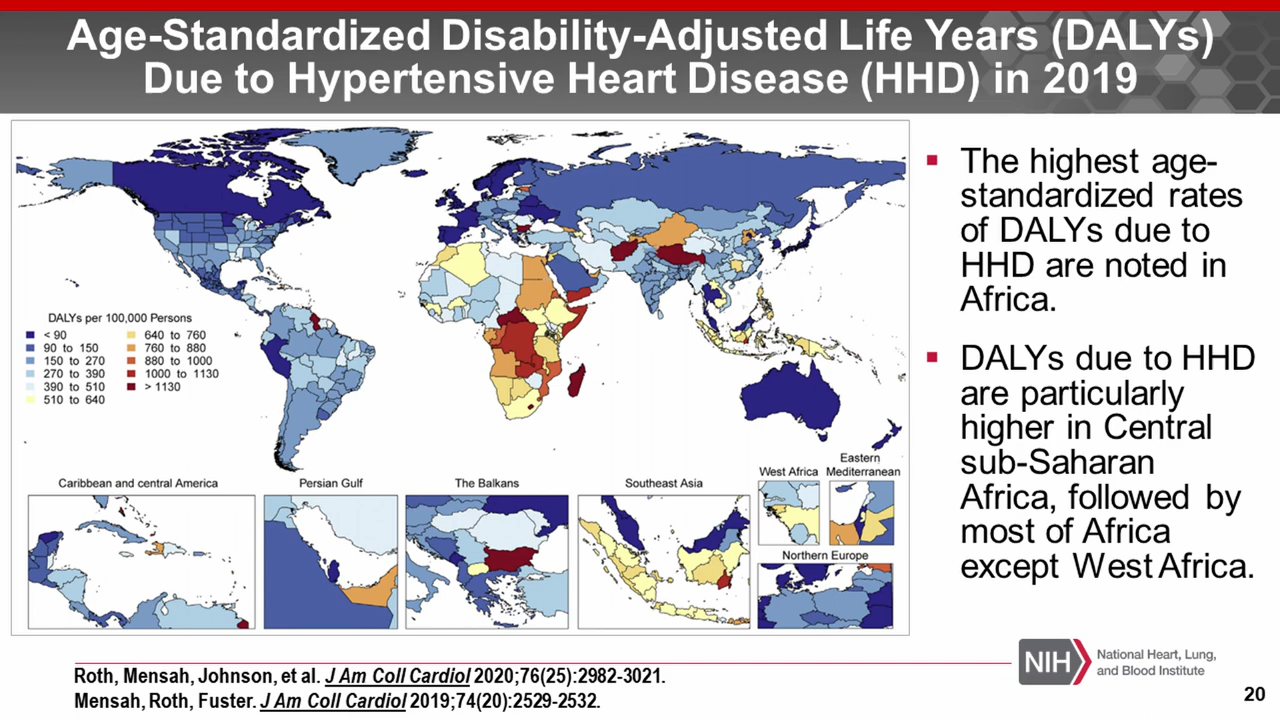 Age-Standardized Disability-Adjusted Life Years (DALYs)
Due to Hypertensive Heart Disease (HHD) in 2019
DALYs per 100,000 Persons
< 90
90 to 150
150 to 270
270 to 390
390 to 510
510 to 640
640 to 760
760 to 880
880 to 1000
1000 to 1130
> 1130
Caribbean and central America
Persian Gulf
The Balkans
Southeast Asia
West Africa
Eastern
Mediterranean
Northern Europe
▪ The highest age-
standardized rates
of DALYs due to
HHD are noted in
Africa.
▪ DALYs due to HHD
are particularly
higher in Central
sub-Saharan
Africa, followed by
most of Africa
except West Africa.
Roth, Mensah, Johnson, et al. J Am Coll Cardiol 2020;76(25):2982-3021.
Mensah, Roth, Fuster. J Am Coll Cardiol 2019;74(20):2529-2532.
NIH
National Heart, Lung,
and Blood Institute
20